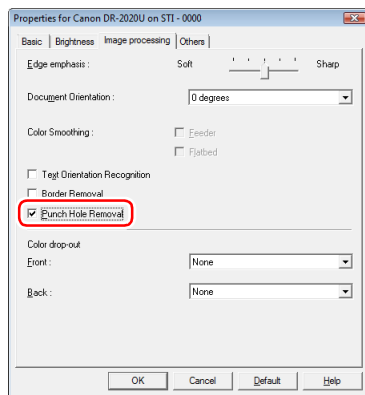 Properties for Canon DR-2020U on STI - 0000
Basic Brightness Image processing Others
Edge emphasis : Soft Sharp
Document Orientation : 0 degrees
Color Smoothing : Feeder
Flatbed
Text Orientation Recognition
Border Removal
Punch Hole Removal
Color drop-out
Front : None
Back : None
OK Cancel Default Help